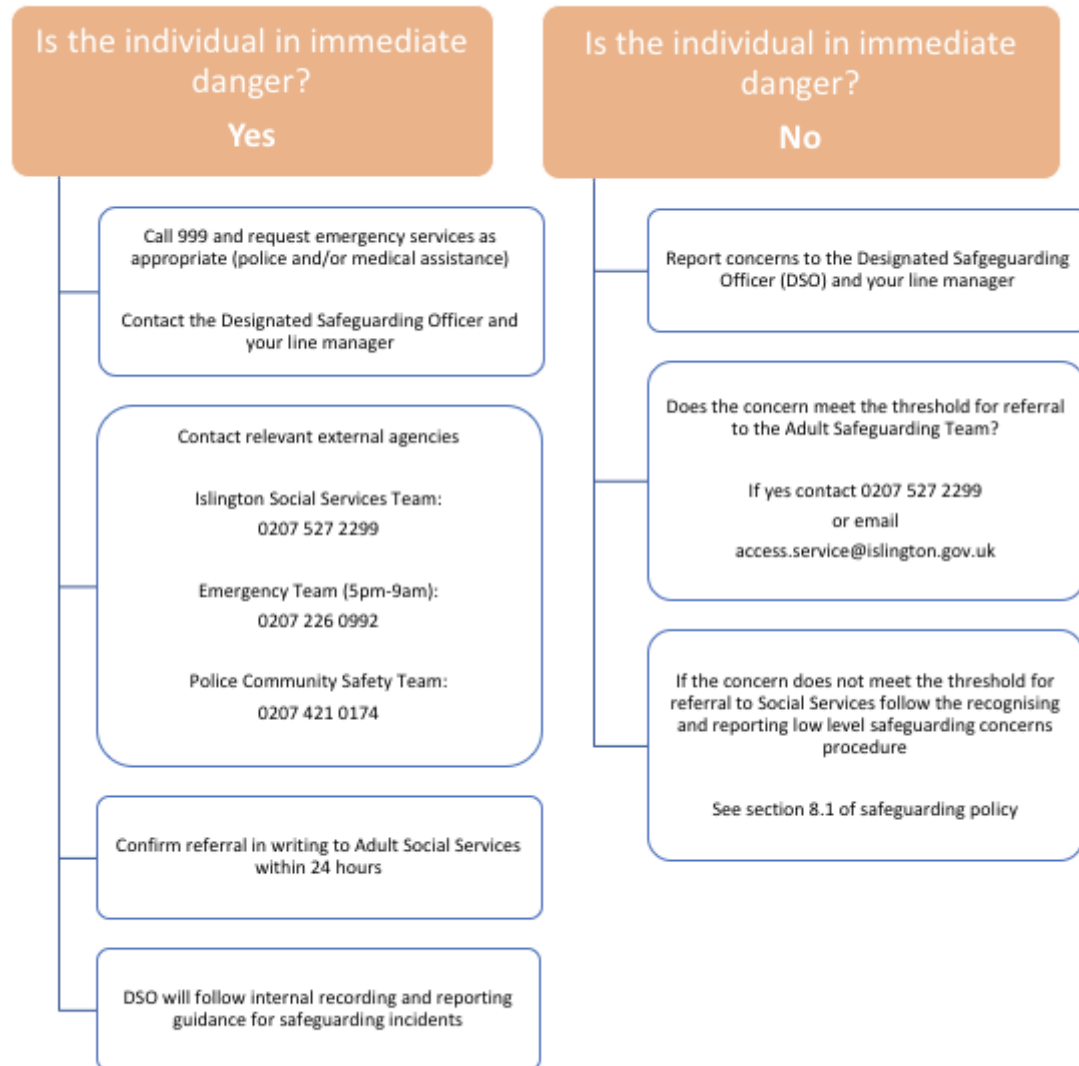 Is the individual in immediate
danger?
Yes
Call 999 and request emergency services as
appropriate (police and/or medical assistance)
Contact the Designated Safeguarding Officer and
your line manager
Contact relevant external agencies
Islington Social Services Team:
0207 527 2299
Emergency Team (5pm-9am):
0207 226 0992
Police Community Safety Team:
0207 421 0174
Confirm referral in writing to Adult Social Services
within 24 hours
DSO will follow internal recording and reporting
guidance for safeguarding incidents
Is the individual in immediate
danger?
No
Report concerns to the Designated Safgeguarding
Officer (DSO) and your line manager
Does the concern meet the threshold for referral
to the Adult Safeguarding Team?
If yes contact 0207 527 2299
or email
access.service@islington.gov.uk
If the concern does not meet the threshold for
referral to Social Services follow the recognising
and reporting low level safeguarding concerns
procedure
See section 8.1 of safeguarding policy